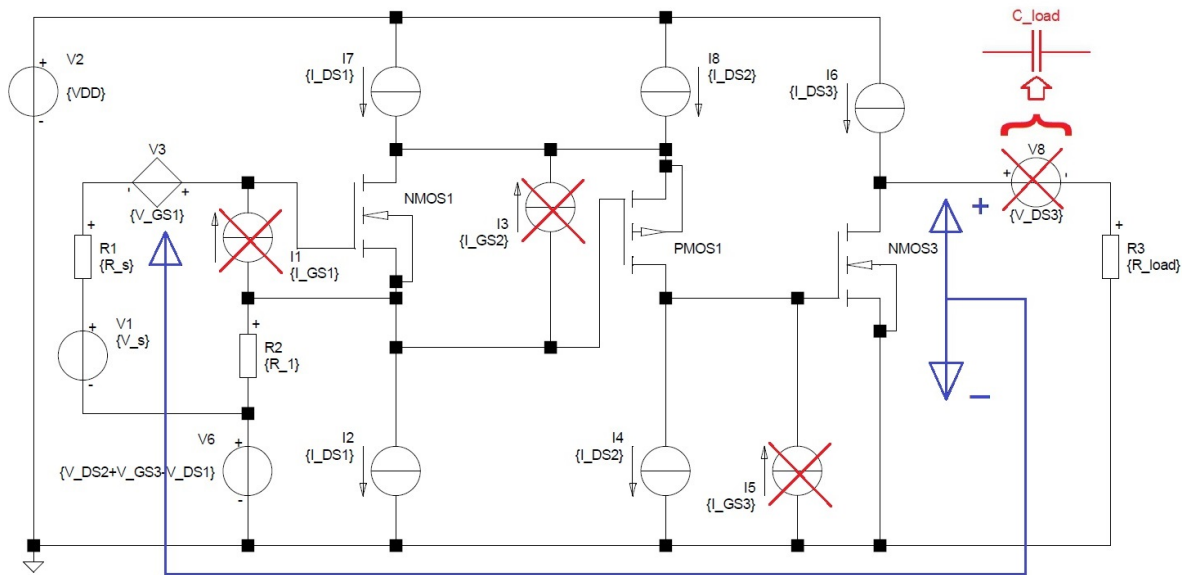 C_load
V2
+
{VDD}
-
I7
{I_DS1}
I8
{I_DS2}
I6
{I_DS3}
V8
+
-
{V_DS3}
V3
-
+
{V_GS1}
NMOS1
I3
{I_GS2}
PMOS1
NMOS3
+
+
R1
{R_s}
I1
{I_GS1}
R3
{R_load}
+
V1
{V_s}
-
+
R2
{R_1}
−
V6
+
{V_DS2+V_GS3-V_DS1}
-
I2
{I_DS1}
I4
{I_DS2}
I5
{I_GS3}